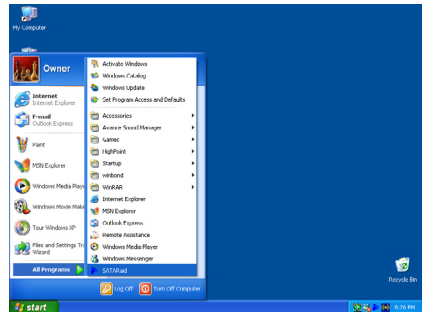 My Computer
Owner
Internet
Internet Explorer
E-mail
Outlook Express
Paint
MSN Explorer
Windows Media Playe
Windows Movie Make
Tour Windows XP
Files and Settings Tra
Wizard
All Programs
Activate Windows
Windows Catalog
Windows Update
Set Program Access and Defaults
Accessories
Avance Sound Manager
Games
HighPoint
Startup
winbond
WinRAR
Internet Explorer
MSN Explorer
Outlook Express
Remote Assistance
Windows Media Player
Windows Messenger
SATARaid
Log Off
Turn Off Computer
Recycle Bin
start
6:26 PM